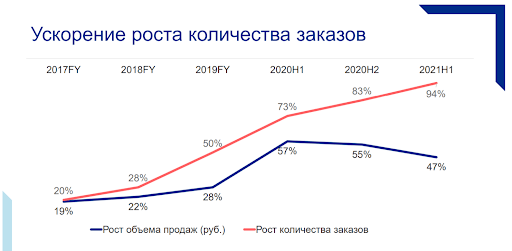 Ускорение роста количества заказов
2017FY 2018FY 2019FY 2020H1 2020H2 2021H1
20% 28% 50% 73% 83% 94%
19% 22% 28% 57% 55% 47%
Рост объема продаж (руб.) Рост количества заказов